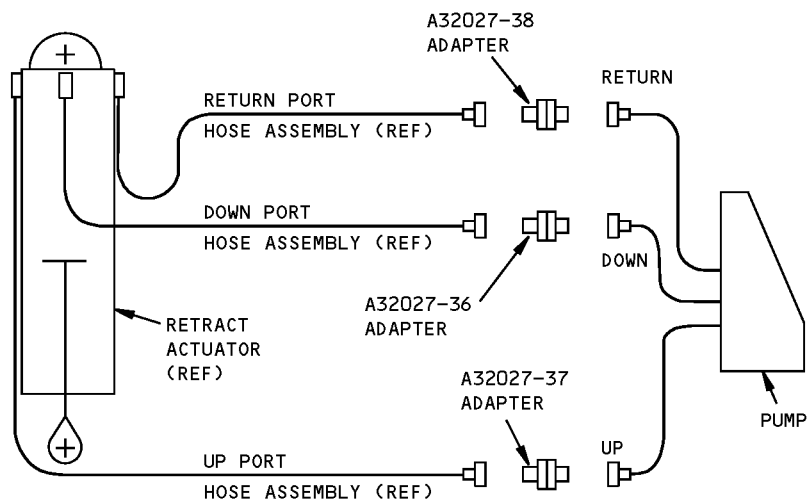 A32027-38
ADAPTER
RETURN
RETURN PORT
HOSE ASSEMBLY (REF)
DOWN PORT
HOSE ASSEMBLY (REF)
DOWN
A32027-36
ADAPTER
RETRACT
ACTUATOR
(REF)
A32027-37
ADAPTER
PUMP
UP
UP PORT
HOSE ASSEMBLY (REF)